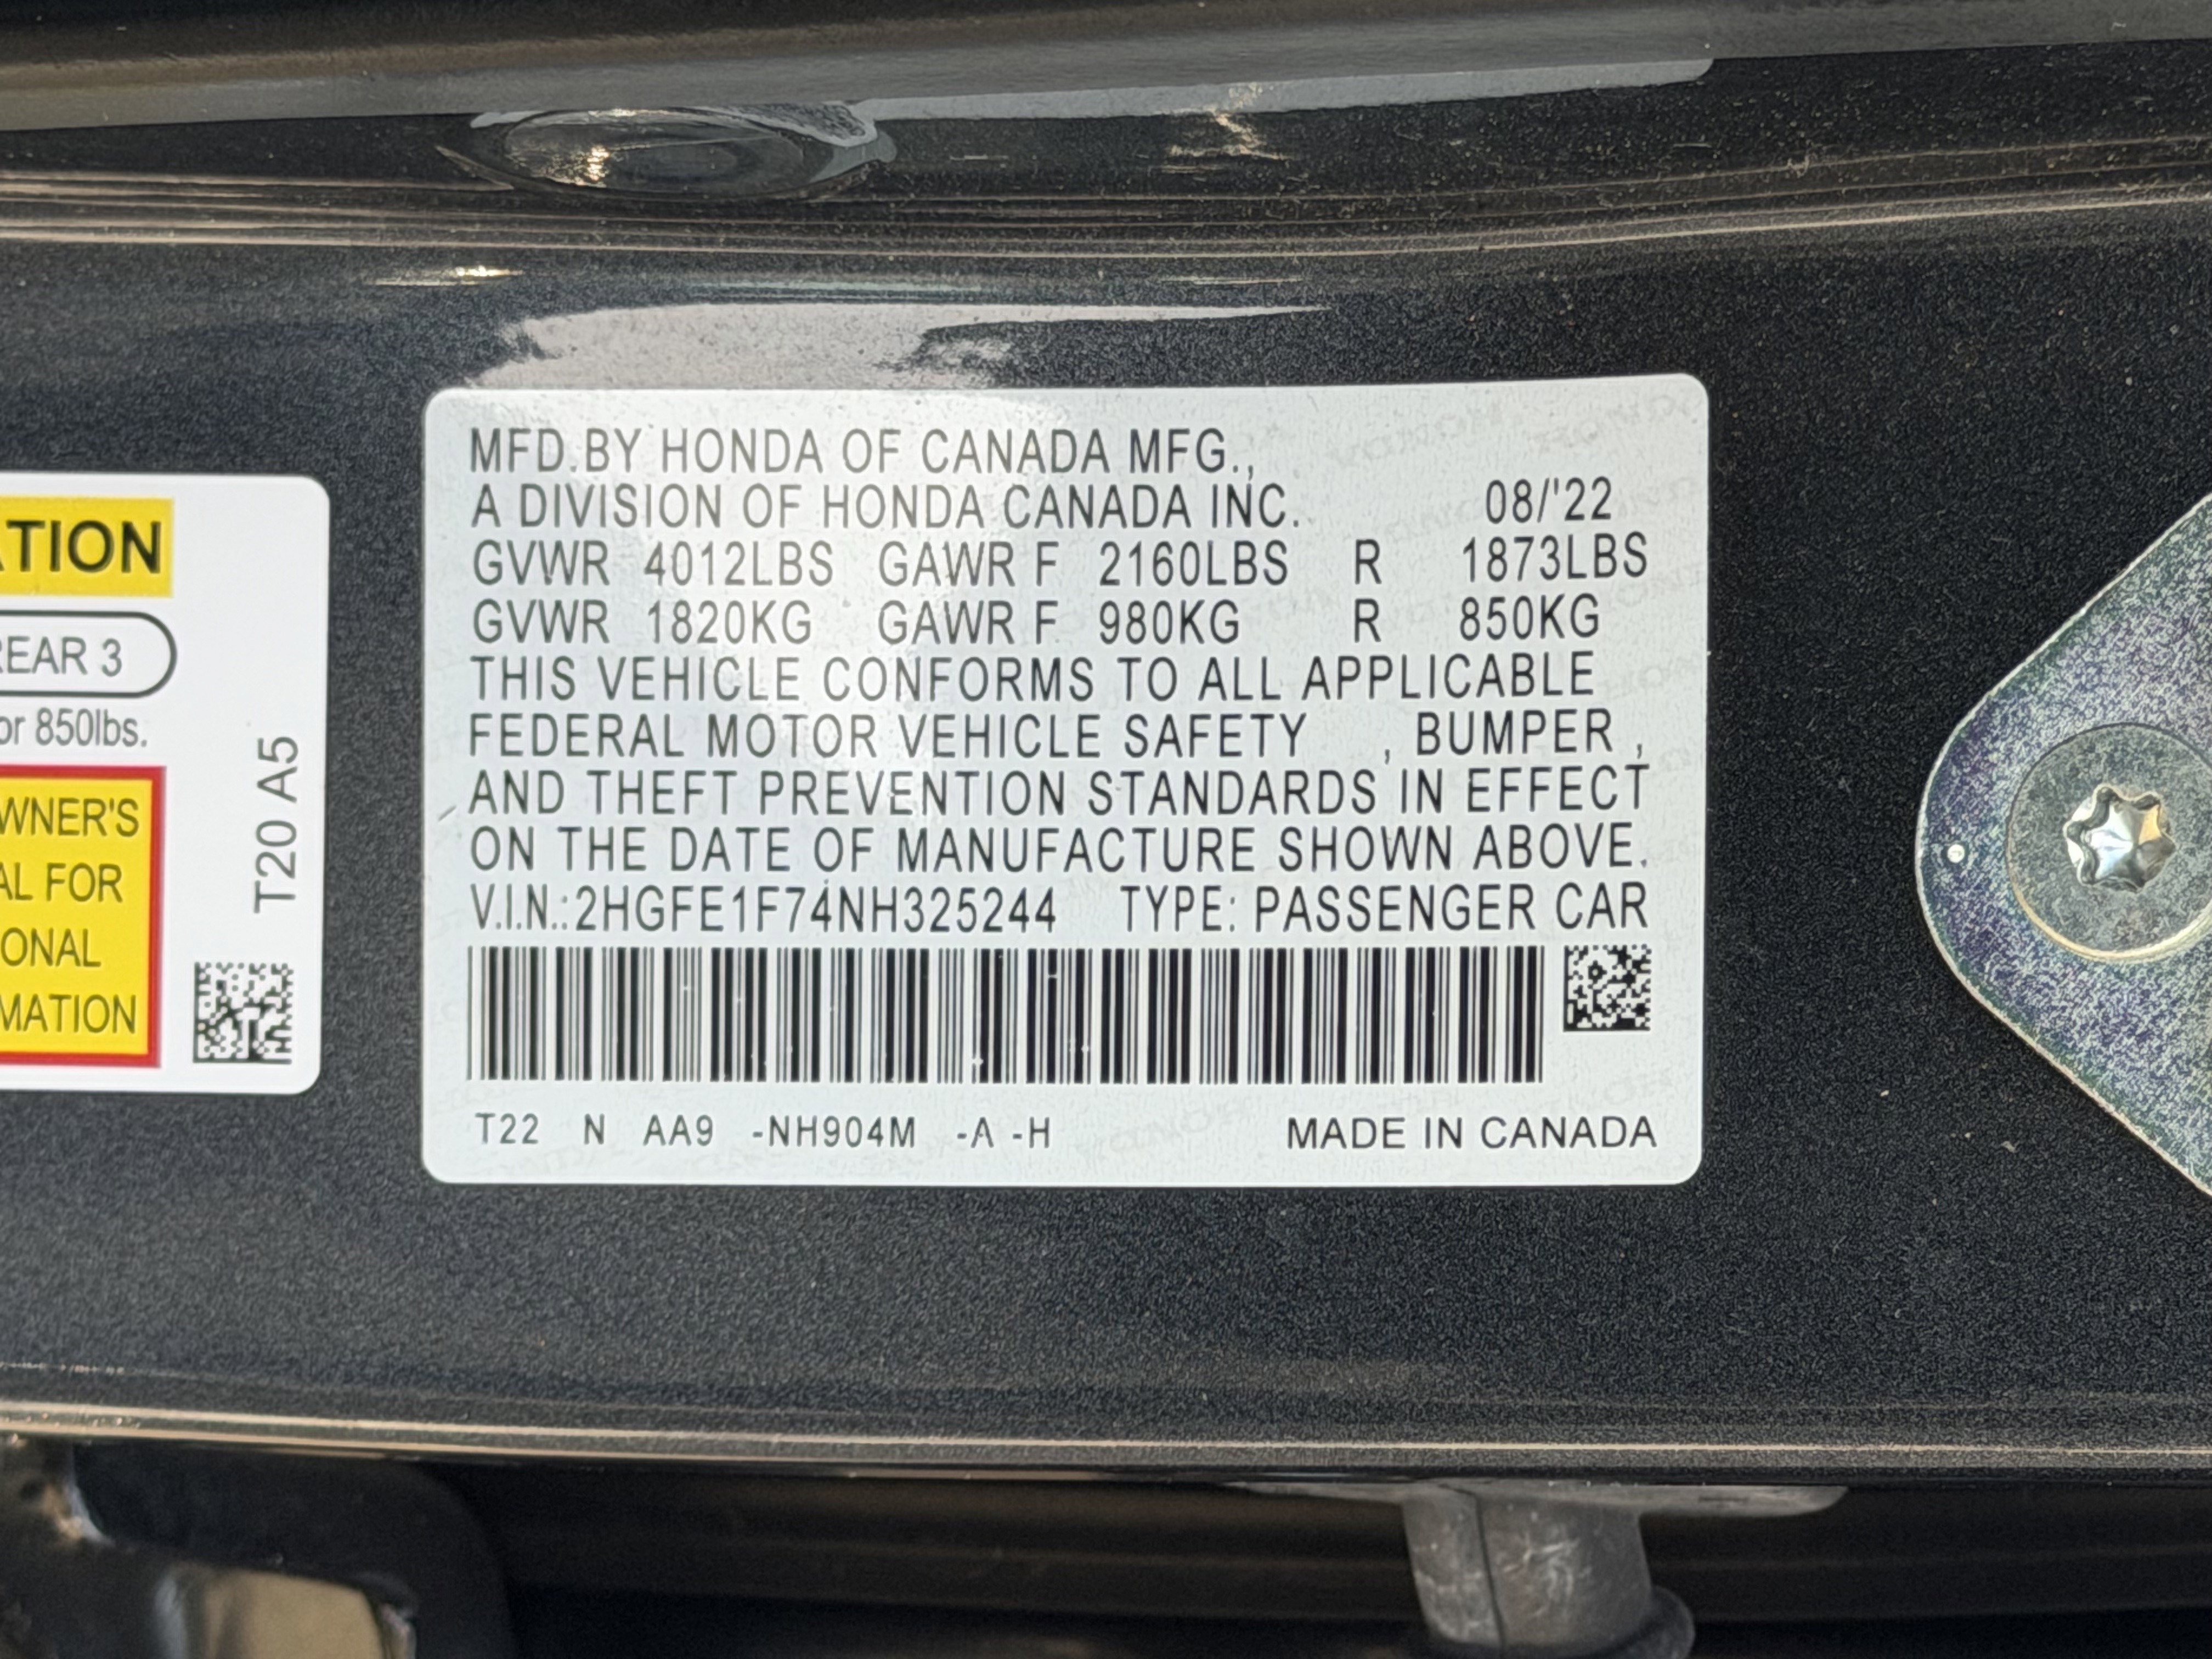 MFD.BY HONDA OF CANADA MFG.,
A DIVISION OF HONDA CANADA INC. 08/'22
GVWR 4012LBS GAWR F 2160LBS R 1873LBS
GVWR 1820KG GAWR F 980KG R 850KG
THIS VEHICLE CONFORMS TO ALL APPLICABLE
FEDERAL MOTOR VEHICLE SAFETY , BUMPER ,
AND THEFT PREVENTION STANDARDS IN EFFECT
ON THE DATE OF MANUFACTURE SHOWN ABOVE.
V.I.N.:2HGFE1F74NH325244 TYPE: PASSENGER CAR
T22 N AA9 -NH904M -A -H MADE IN CANADA
ATION
REAR 3
or 850lbs.
WNER'S
AL FOR
ONAL
MATION
T20 A5